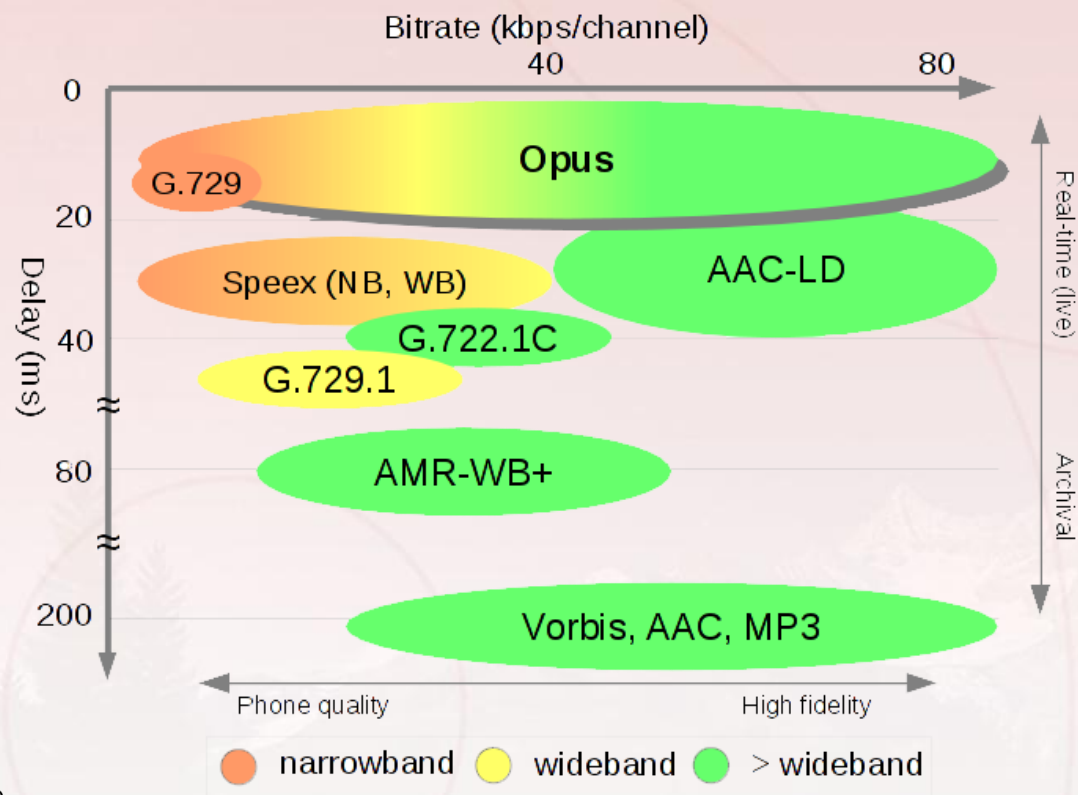 Bitrate (kbps/channel)
40
80
0
Opus
G.729
20
Real-time (live)
AAC-LD
Speex (NB, WB)
Delay (ms)
40
G.722.1C
G.729.1
80
AMR-WB+
Archival
200
Vorbis, AAC, MP3
Phone quality
High fidelity
narrowband
wideband
> wideband